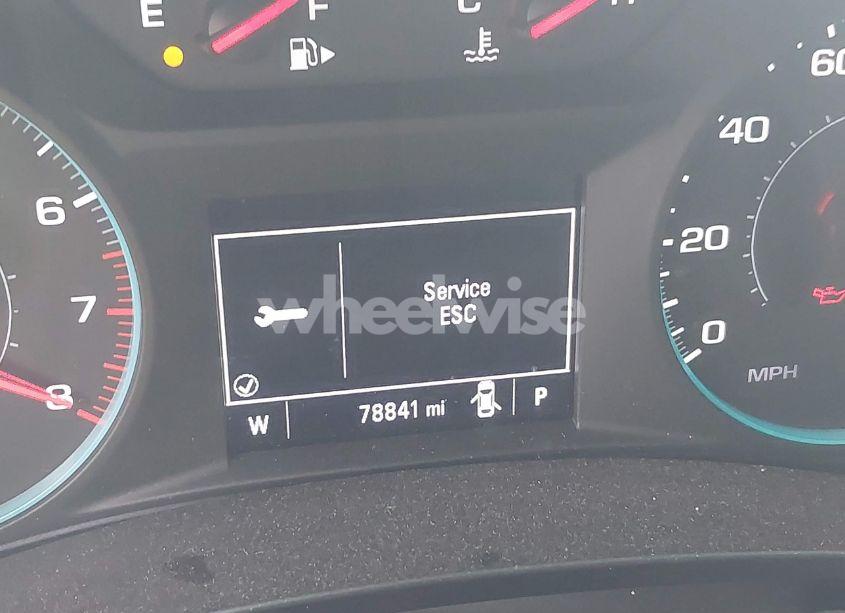 E F C
60
40
6
20
Service
wheelwise
ESC
7
0
8
MPH
W 78841 mi P